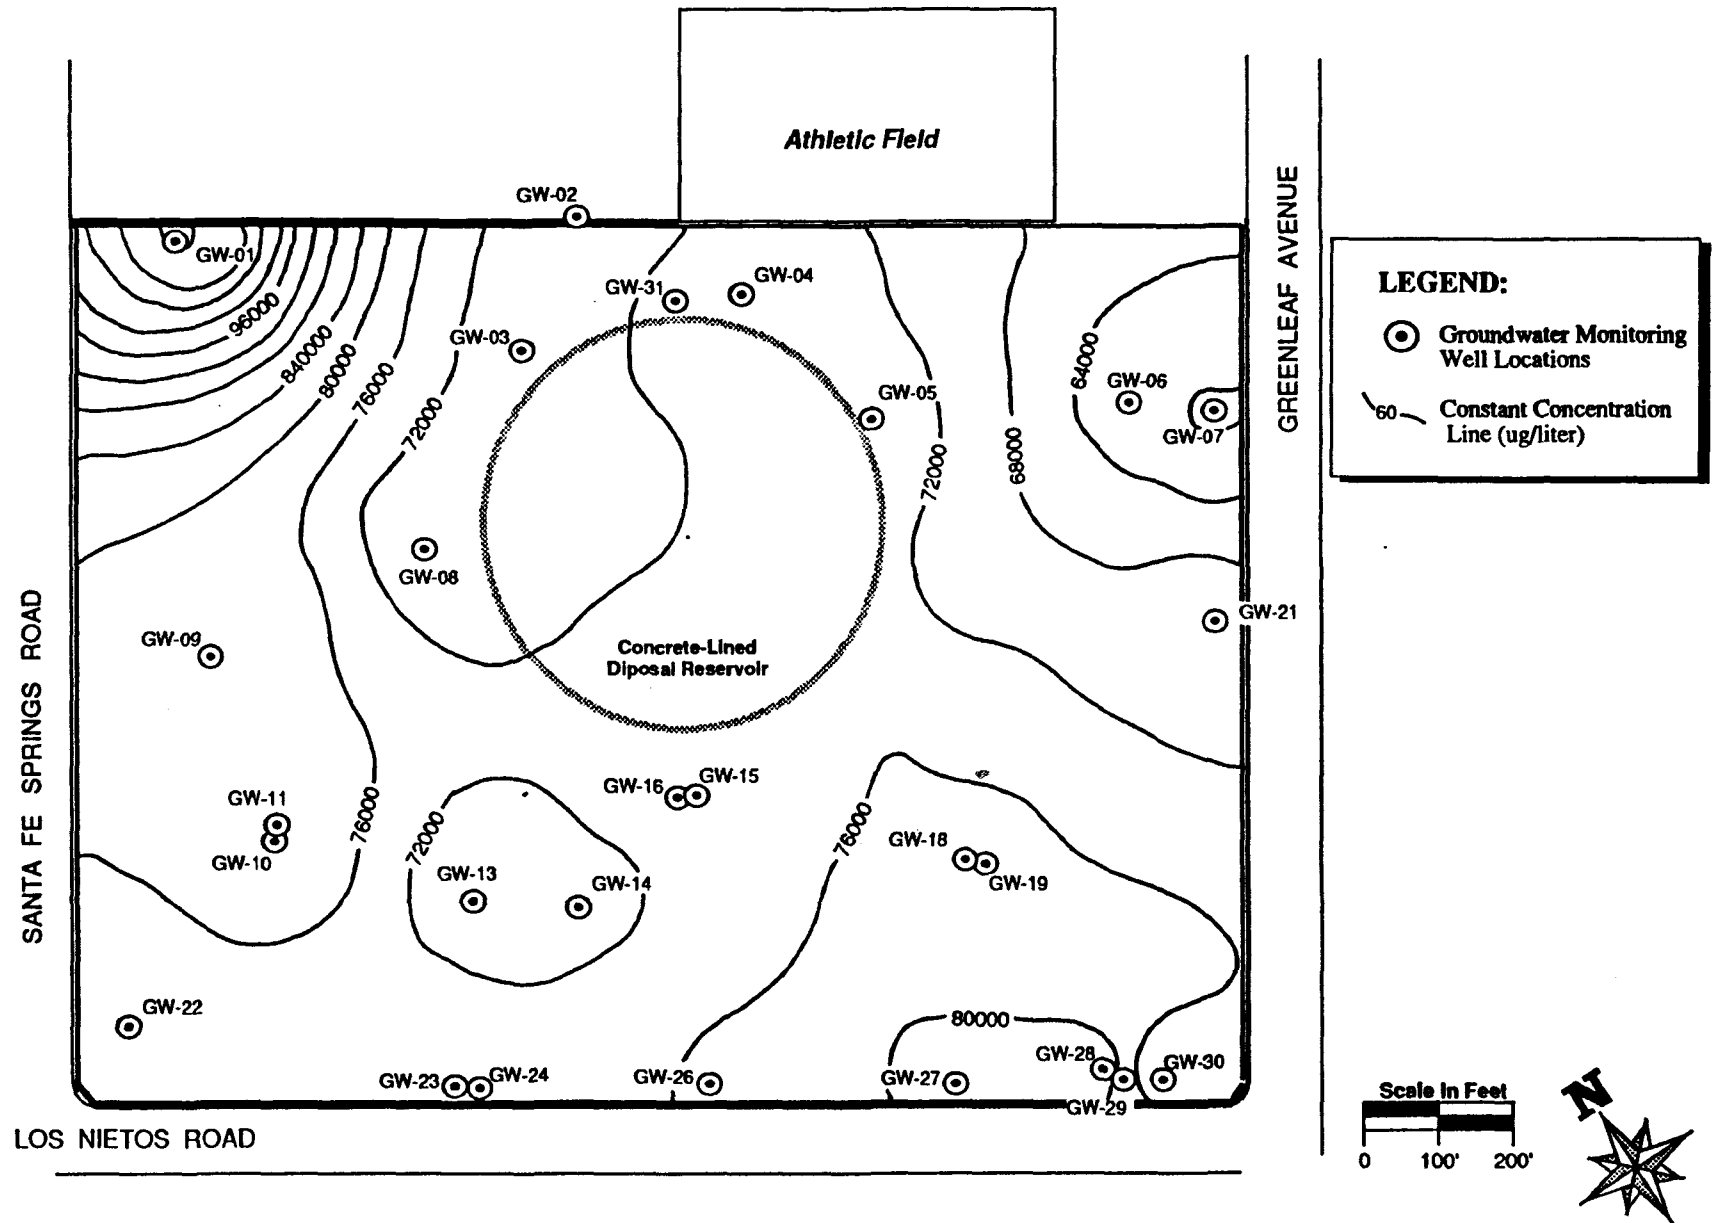 Athletic Field
GW-02
GREENLEAF AVENUE
GW-01
GW-31
GW-04
LEGEND:
Groundwater Monitoring
Well Locations
60
Constant Concentration
Line (ug/liter)
96000
840000
80000
76000
72000
GW-03
GW-05
64000
GW-06
GW-07
72000
68000
GW-08
GW-21
GW-09
Concrete-Lined
Diposal Reservoir
SANTA FE SPRINGS ROAD
GW-11
GW-10
76000
72000
GW-16
GW-15
76000
GW-18
GW-19
GW-13
GW-14
GW-22
80000
GW-23
GW-24
GW-26
GW-27
GW-28
GW-30
GW-29
LOS NIETOS ROAD
Scale in Feet
0 100' 200'
N